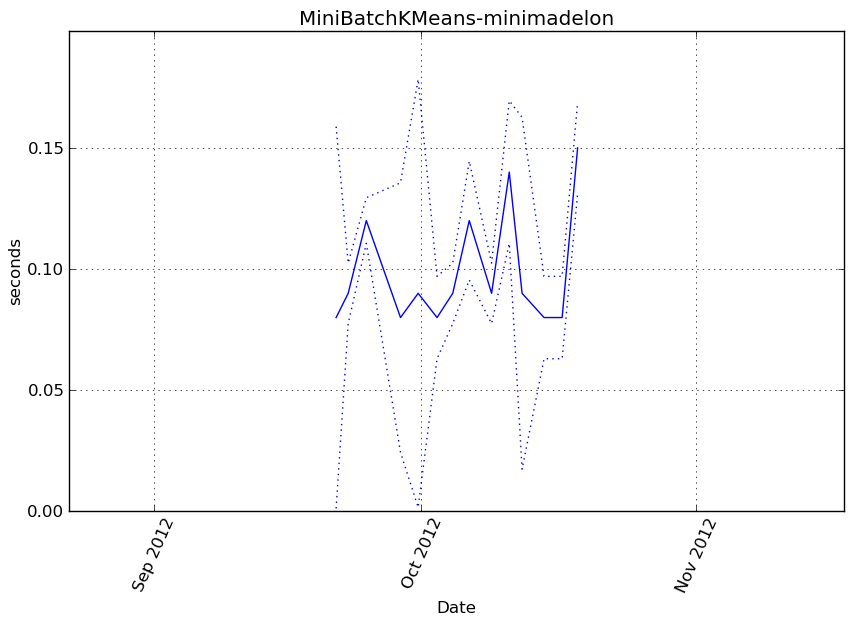 MiniBatchKMeans-minimadelon
seconds
0.15
0.10
0.05
0.00
Sep 2012
Oct 2012
Nov 2012
Date